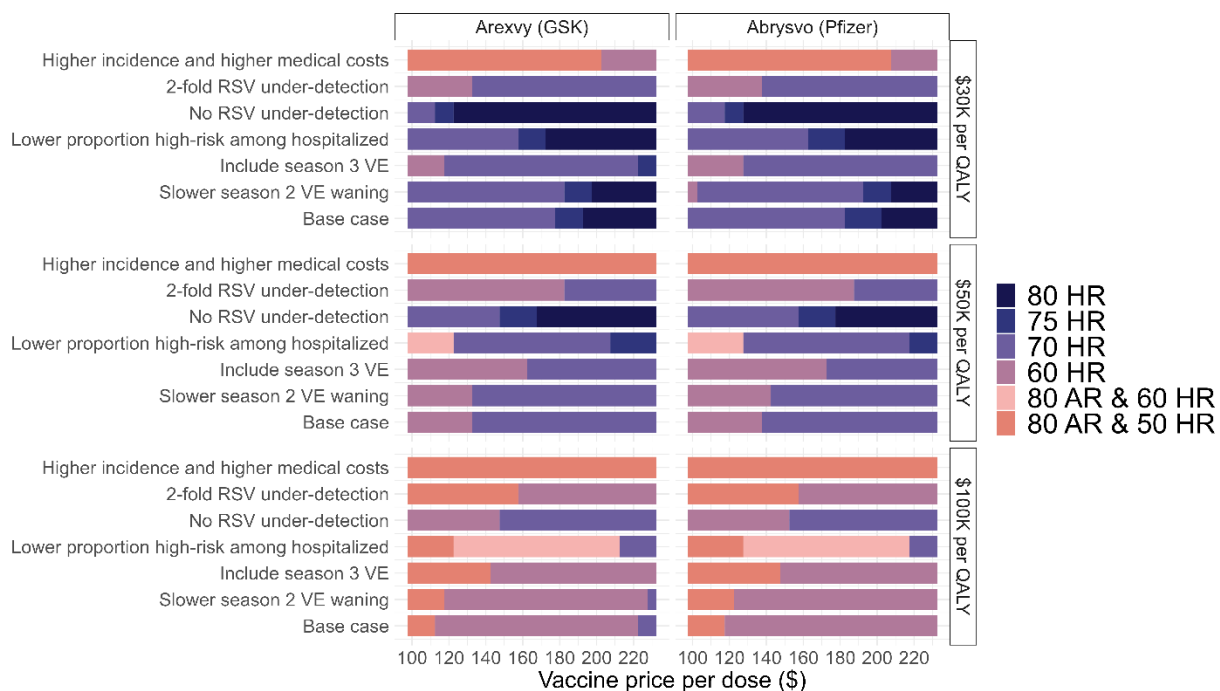 Arexvy (GSK)
Abrysvo (Pfizer)
Higher incidence and higher medical costs
2-fold RSV under-detection
No RSV under-detection
Lower proportion high-risk among hospitalized
Include season 3 VE
Slower season 2 VE waning
Base case
$30K per QALY
Higher incidence and higher medical costs
2-fold RSV under-detection
No RSV under-detection
Lower proportion high-risk among hospitalized
Include season 3 VE
Slower season 2 VE waning
Base case
$50K per QALY
Higher incidence and higher medical costs
2-fold RSV under-detection
No RSV under-detection
Lower proportion high-risk among hospitalized
Include season 3 VE
Slower season 2 VE waning
Base case
$100K per QALY
100 120 140 160 180 200 220
100 120 140 160 180 200 220
Vaccine price per dose ($)
80 HR
75 HR
70 HR
60 HR
80 AR & 60 HR
80 AR & 50 HR